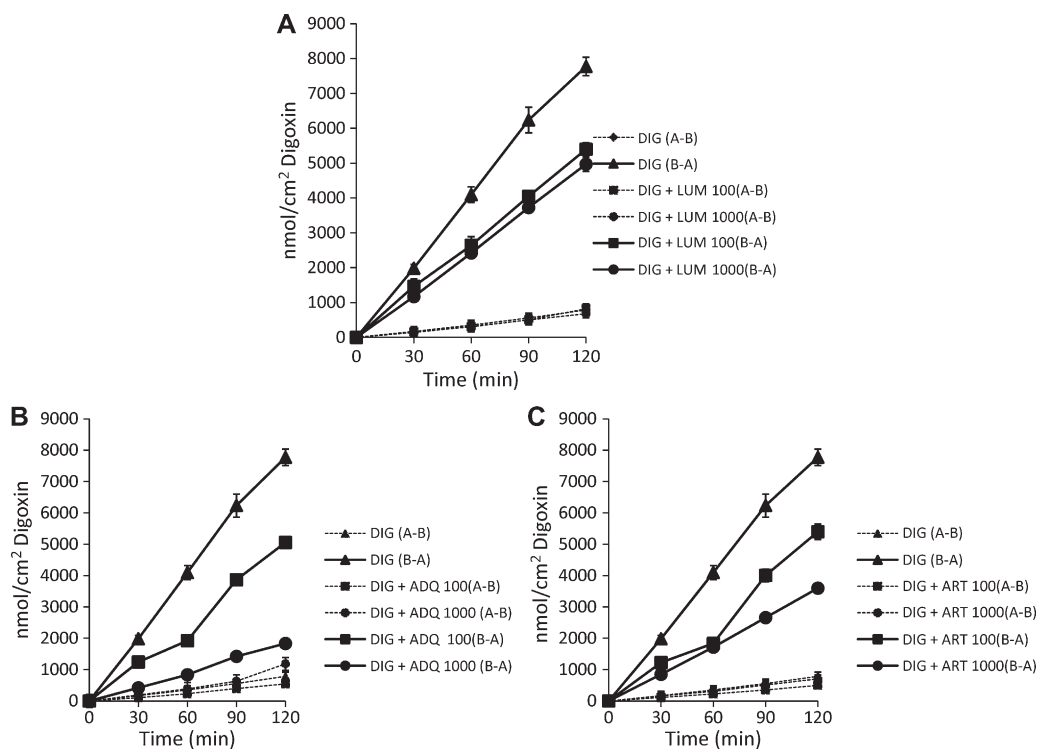 A
9000
8000
7000
6000
5000
4000
3000
2000
1000
0
nmol/cm² Digoxin
0 30 60 90 120
Time (min)
DIG (A-B)
DIG (B-A)
DIG + LUM 100(A-B)
DIG + LUM 1000(A-B)
DIG + LUM 100(B-A)
DIG + LUM 1000(B-A)
B
9000
8000
7000
6000
5000
4000
3000
2000
1000
0
nmol/cm² Digoxin
0 30 60 90 120
Time (min)
DIG (A-B)
DIG (B-A)
DIG + ADQ 100(A-B)
DIG + ADQ 1000 (A-B)
DIG + ADQ 100(B-A)
DIG + ADQ 1000 (B-A)
C
9000
8000
7000
6000
5000
4000
3000
2000
1000
0
nmol/cm² Digoxin
0 30 60 90 120
Time (min)
DIG (A-B)
DIG (B-A)
DIG + ART 100(A-B)
DIG + ART 1000(A-B)
DIG + ART 100(B-A)
DIG + ART 1000(B-A)